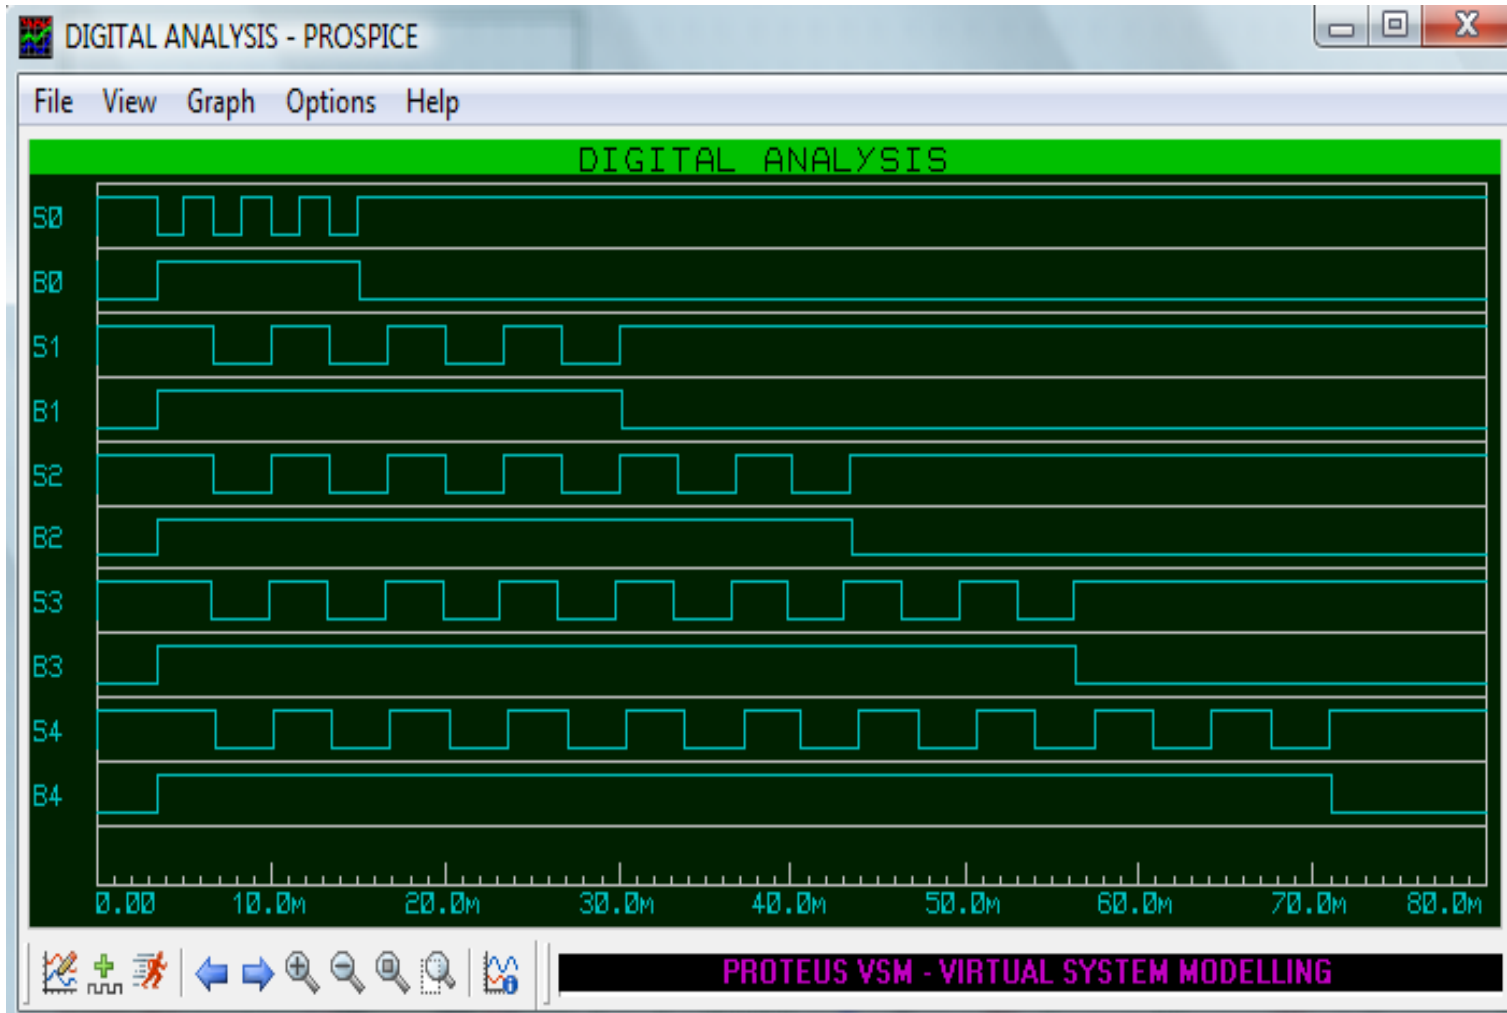 DIGITAL ANALYSIS - PROSPICE
File View Graph Options Help
DIGITAL ANALYSIS
S0
B0
S1
B1
S2
B2
S3
B3
S4
B4
0.00 10.0m 20.0m 30.0m 40.0m 50.0m 60.0m 70.0m 80.0m
PROTEUS VSM - VIRTUAL SYSTEM MODELLING